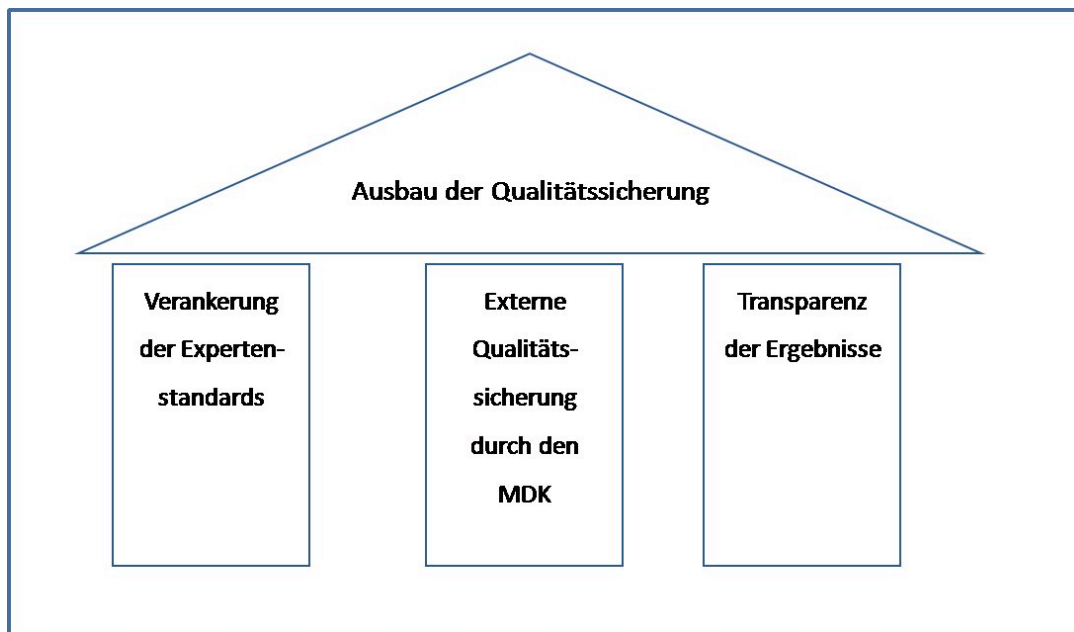 Ausbau der Qualitätssicherung
Verankerung
der Experten-
standards
Externe
Qualitäts-
sicherung
durch den
MDK
Transparenz
der Ergebnisse